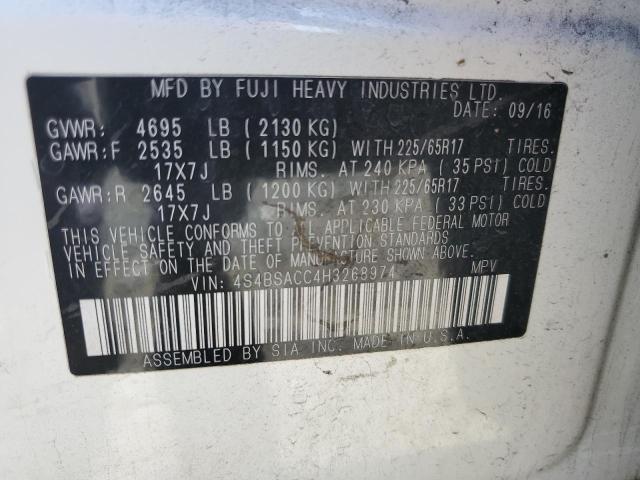 MFD BY FUJI HEAVY INDUSTRIES LTD.
DATE: 09/16
GVWR: 4695 LB (2130 KG)
GAWR:F 2535 LB (1150 KG) WITH 225/65R17 TIRES.
17X7J RIMS. AT 240 KPA (35 PSI) COLD
GAWR:R 2645 LB (1200 KG) WITH 225/65R17 TIRES.
17X7J RIMS. AT 230 KPA (33 PSI) COLD
THIS VEHICLE CONFORMS TO ALL APPLICABLE FEDERAL MOTOR
VEHICLE SAFETY AND THEFT PREVENTION STANDARDS
IN EFFECT ON THE DATE OF MANUFACTURE SHOWN ABOVE.
VIN: 4S4BSACC4H3268974 MPV
ASSEMBLED BY SIA INC. MADE IN U.S.A.